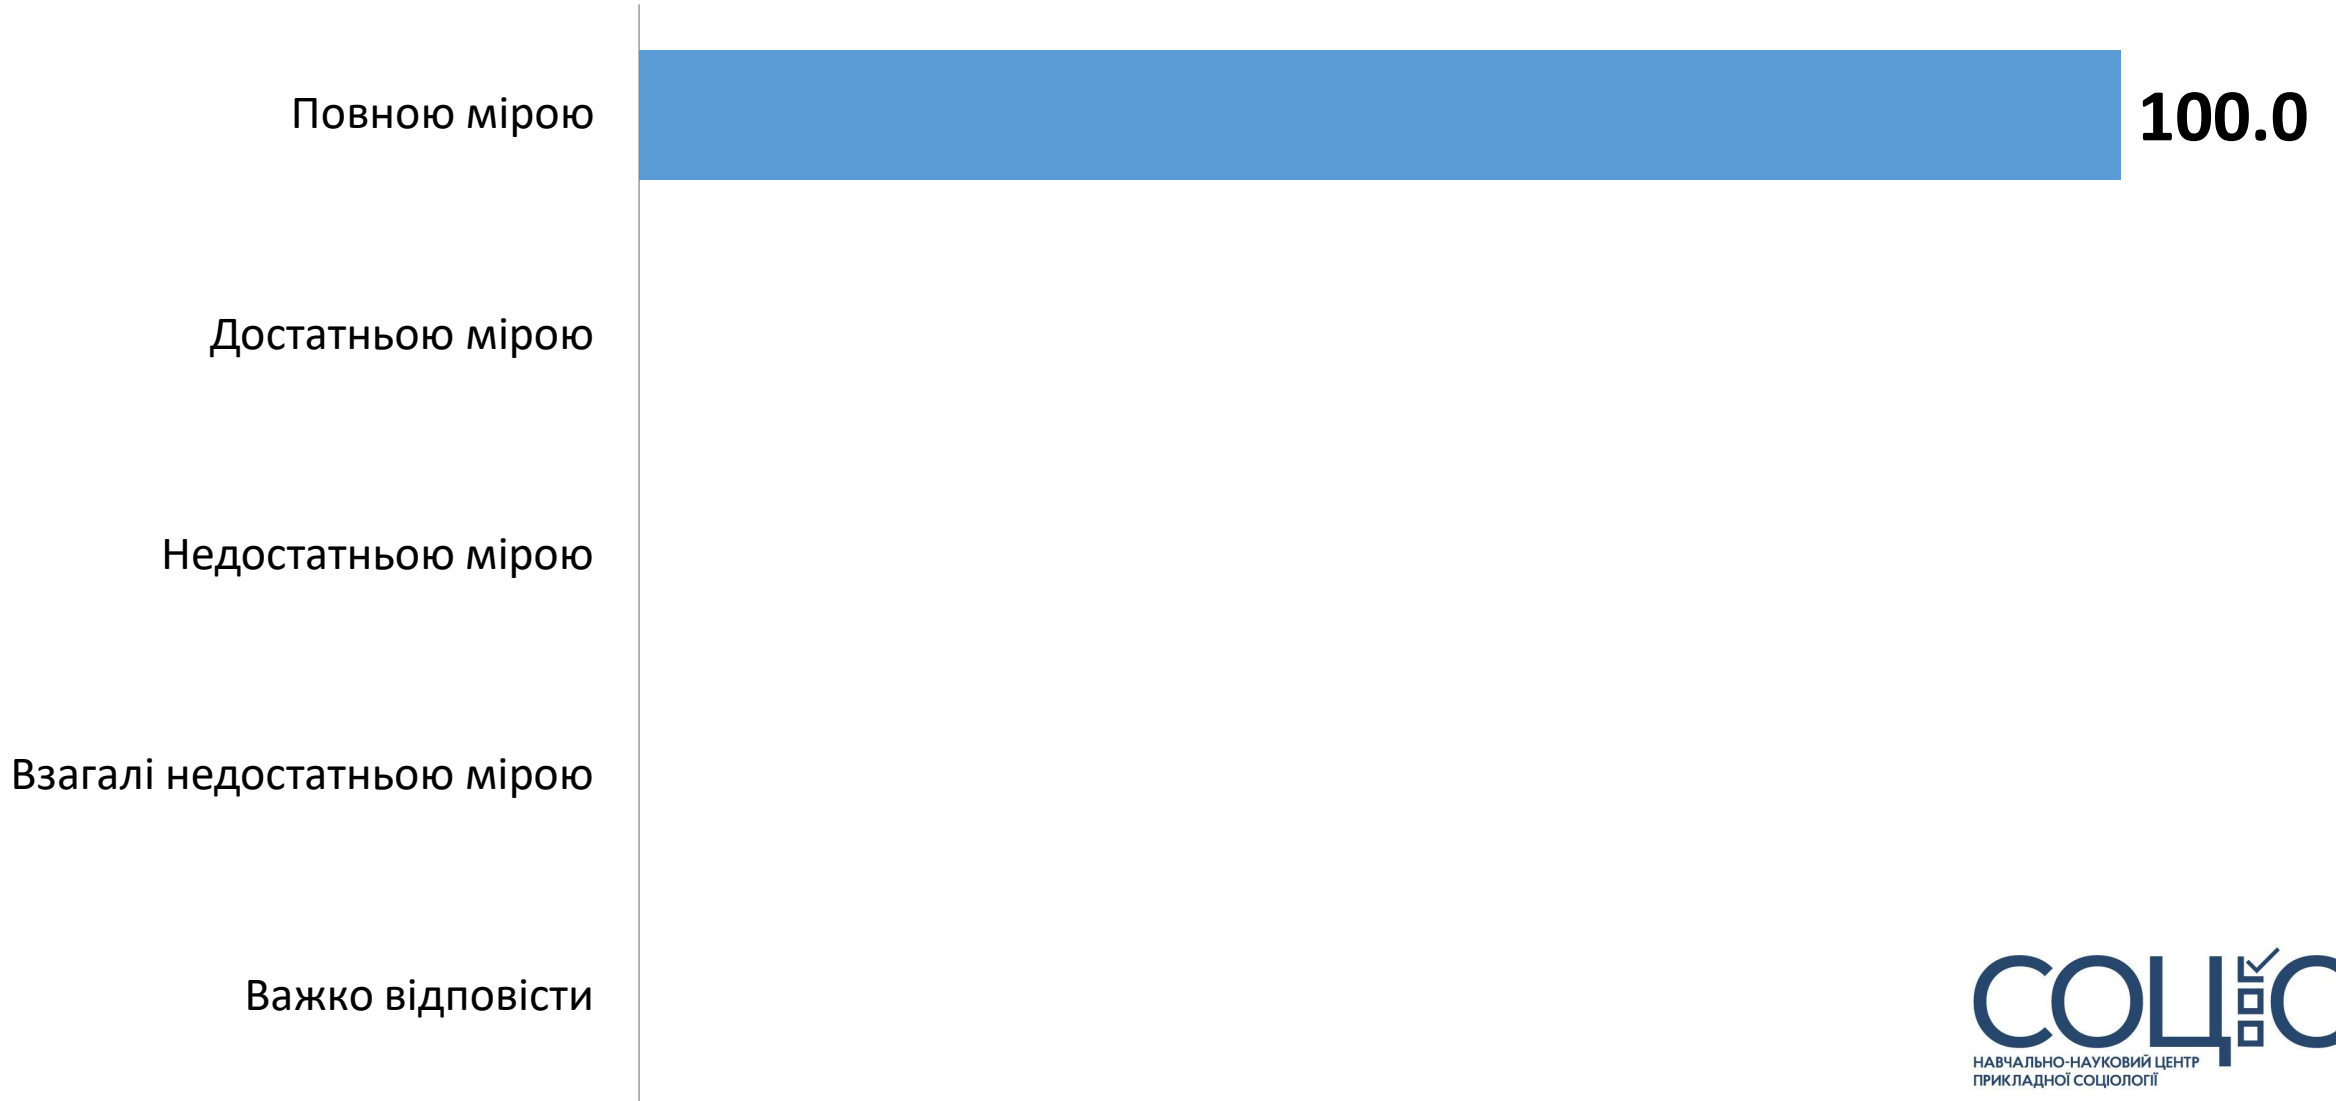 Повною мірою
100.0
Достатньою мірою
Недостатньою мірою
Взагалі недостатньою мірою
Важко відповісти
СОЦІС
НАВЧАЛЬНО-НАУКОВИЙ ЦЕНТР
ПРИКЛАДНОЇ СОЦІОЛОГІЇ